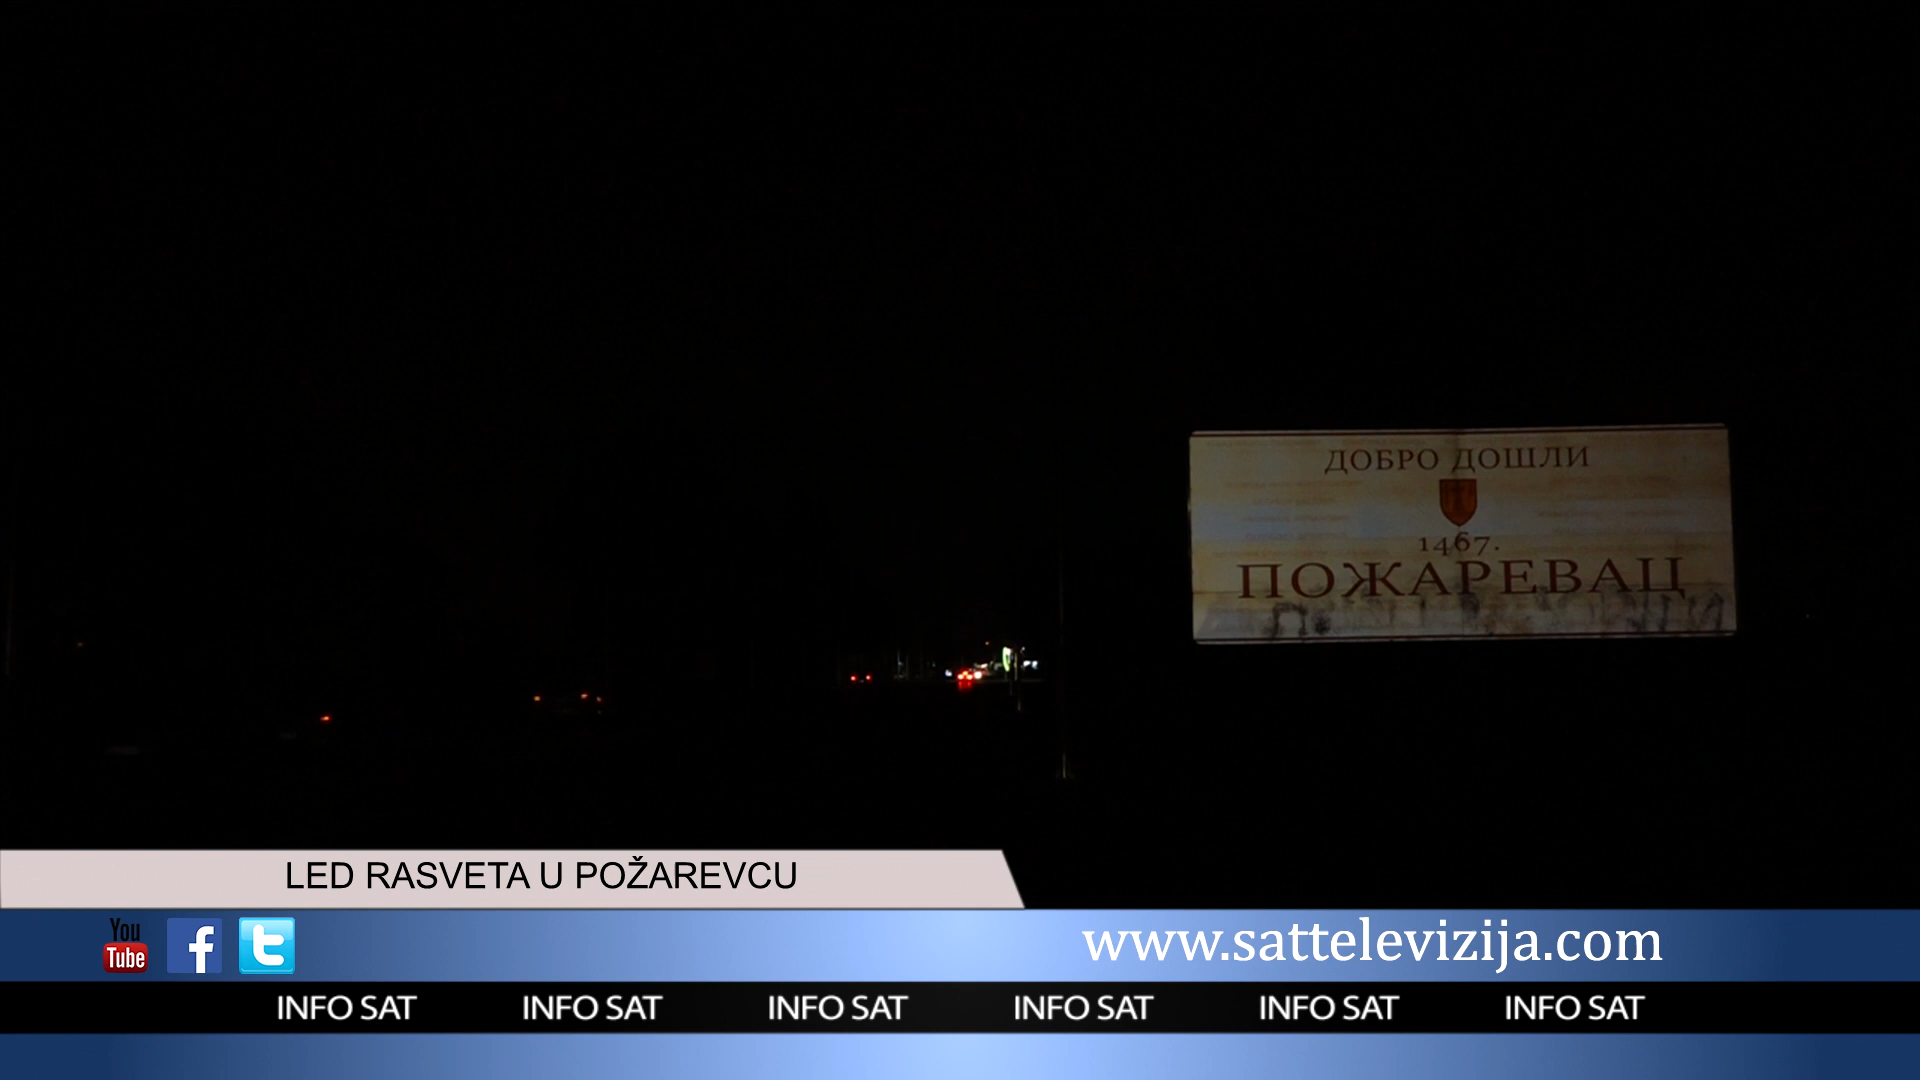 ДОБРО ДОШЛИ
1467.
ПОЖАРЕВАЦ
LED RASVETA U POŽAREVCU
You
Tube
www.sattelevizija.com
INFO SAT INFO SAT INFO SAT INFO SAT INFO SAT INFO SAT